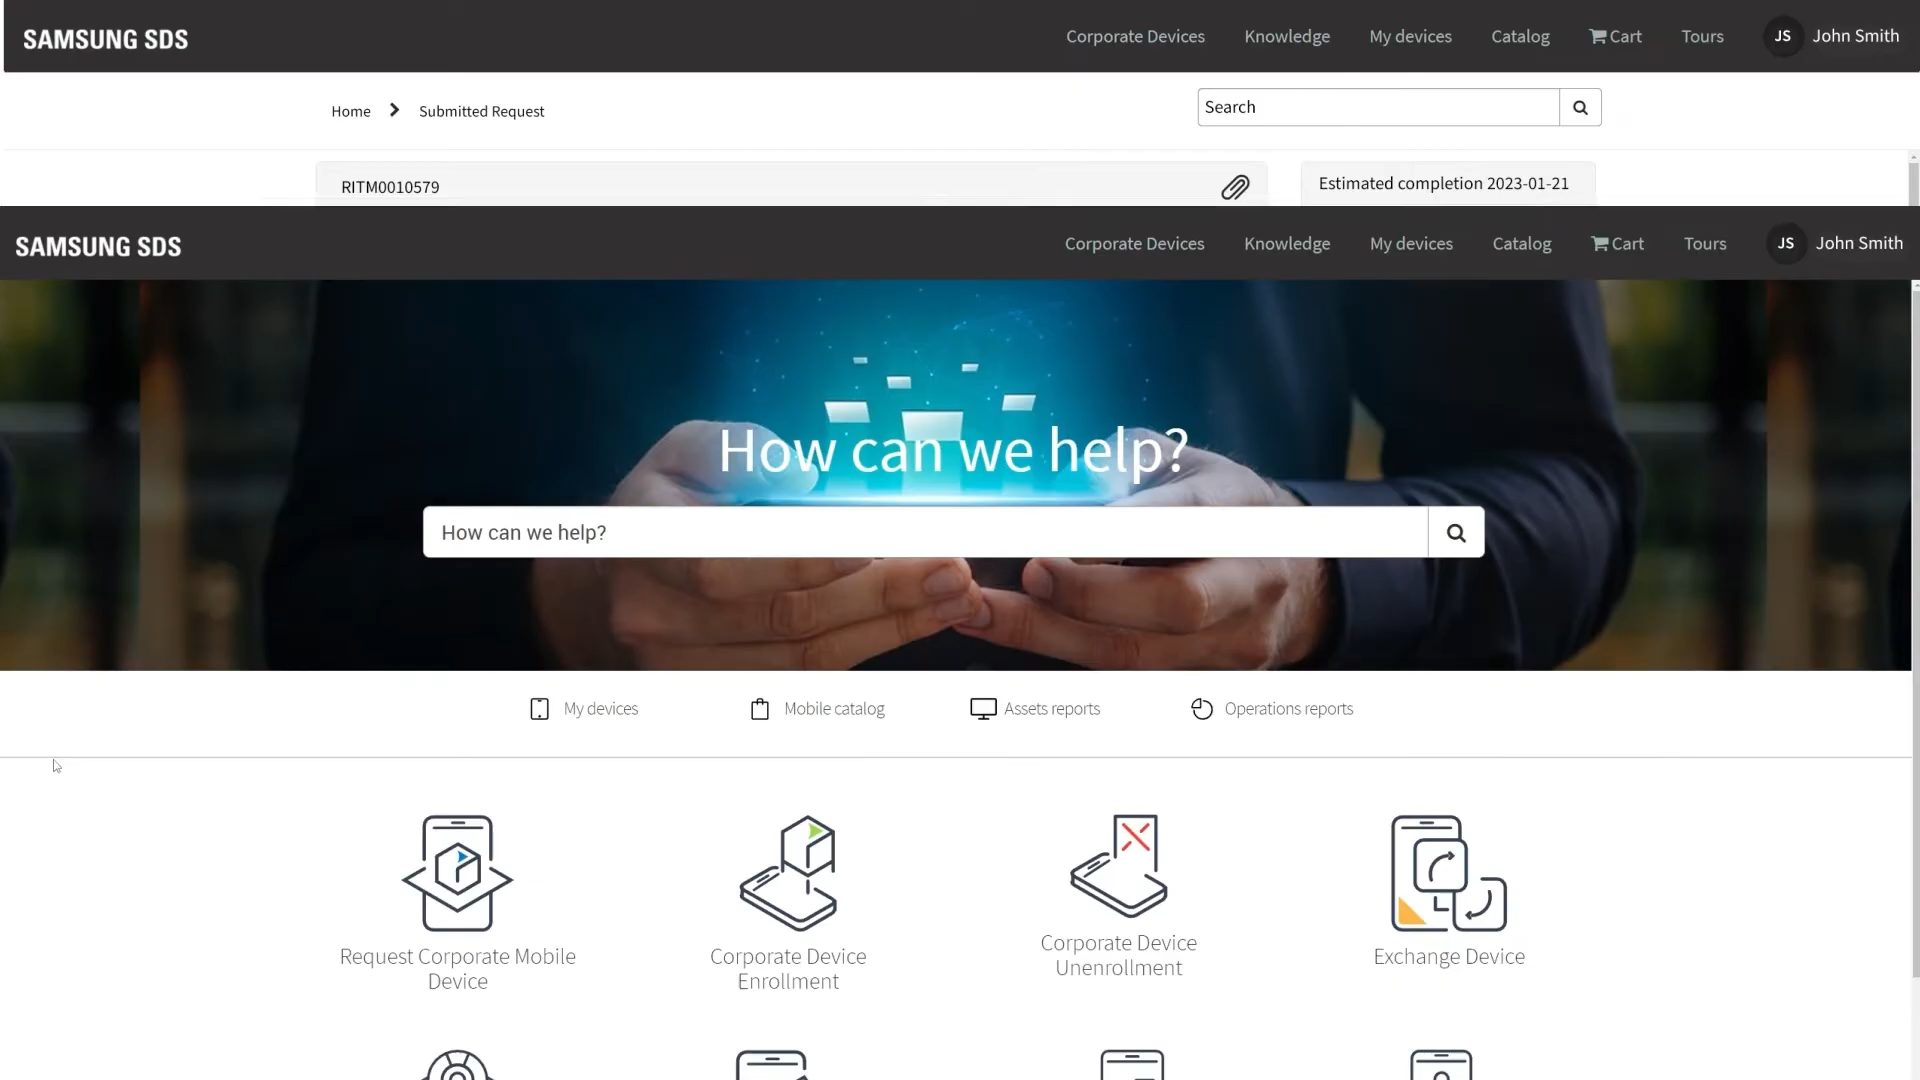 SAMSUNG SDS
Corporate Devices Knowledge My devices Catalog Cart Tours JS John Smith
Home Submitted Request
Search
RITM0010579
Estimated completion 2023-01-21
SAMSUNG SDS
Corporate Devices Knowledge My devices Catalog Cart Tours JS John Smith
How can we help?
How can we help?
My devices Mobile catalog Assets reports Operations reports
Request Corporate Mobile
Device
Corporate Device
Enrollment
Corporate Device
Unenrollment
Exchange Device